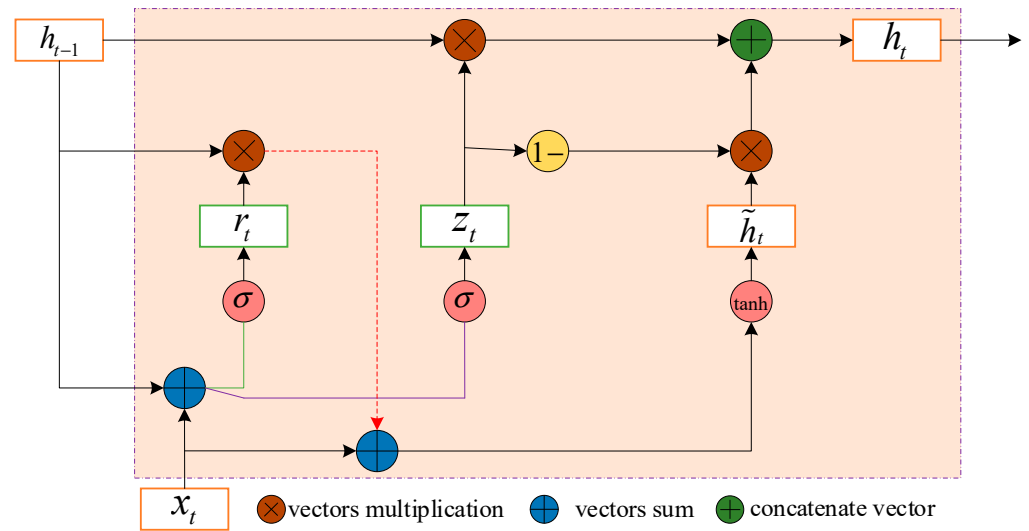 h_{t-1}
×
+
h_t
×
1−
×
r_t
z_t
h̃_t
σ
σ
tanh
+
+
x_t
× vectors multiplication + vectors sum + concatenate vector